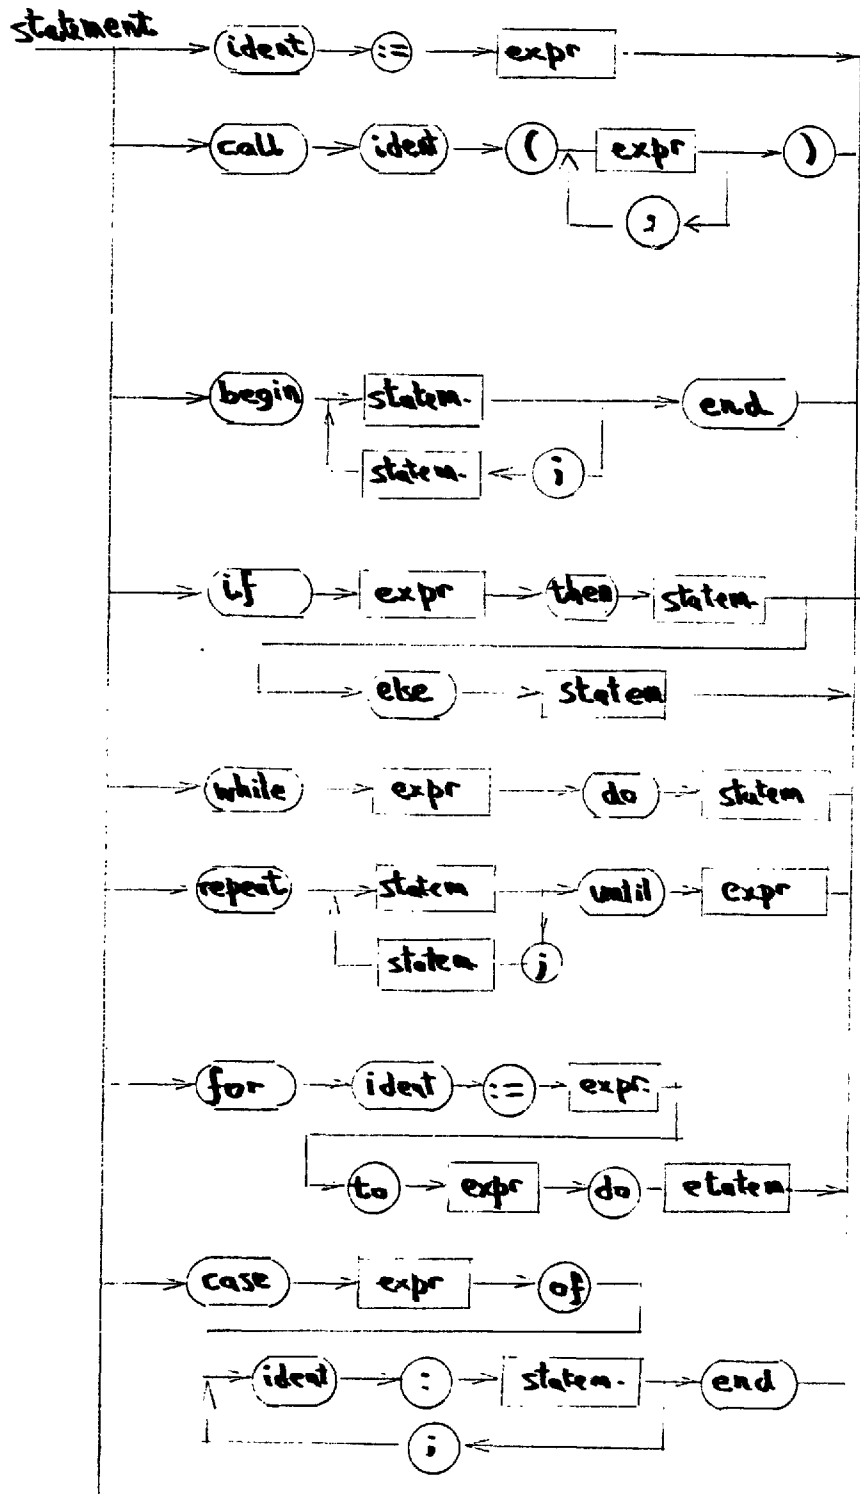 statement
ident := expr
call ident ( expr )
,
begin statem. end
statem. ;
if expr then statem.
else statem
while expr do statem
repeat statem until expr
statem ;
for ident := expr.
to expr do statem.
case expr of
ident : statem. end
;